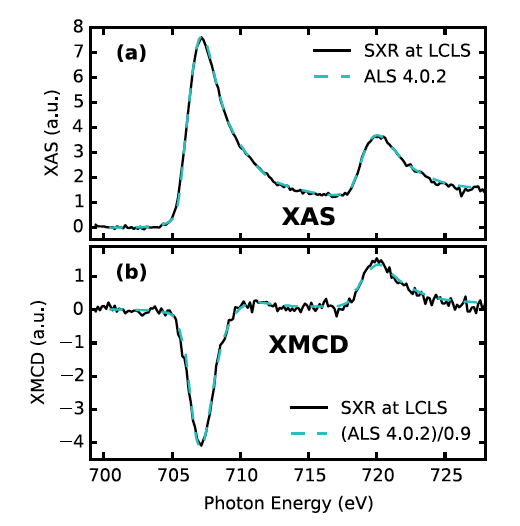 8
7
6
5
4
3
2
1
0
XAS (a.u.)
(a)
SXR at LCLS
ALS 4.0.2
XAS
1
0
−1
−2
−3
−4
XMCD (a.u.)
(b)
XMCD
SXR at LCLS
(ALS 4.0.2)/0.9
700 705 710 715 720 725
Photon Energy (eV)